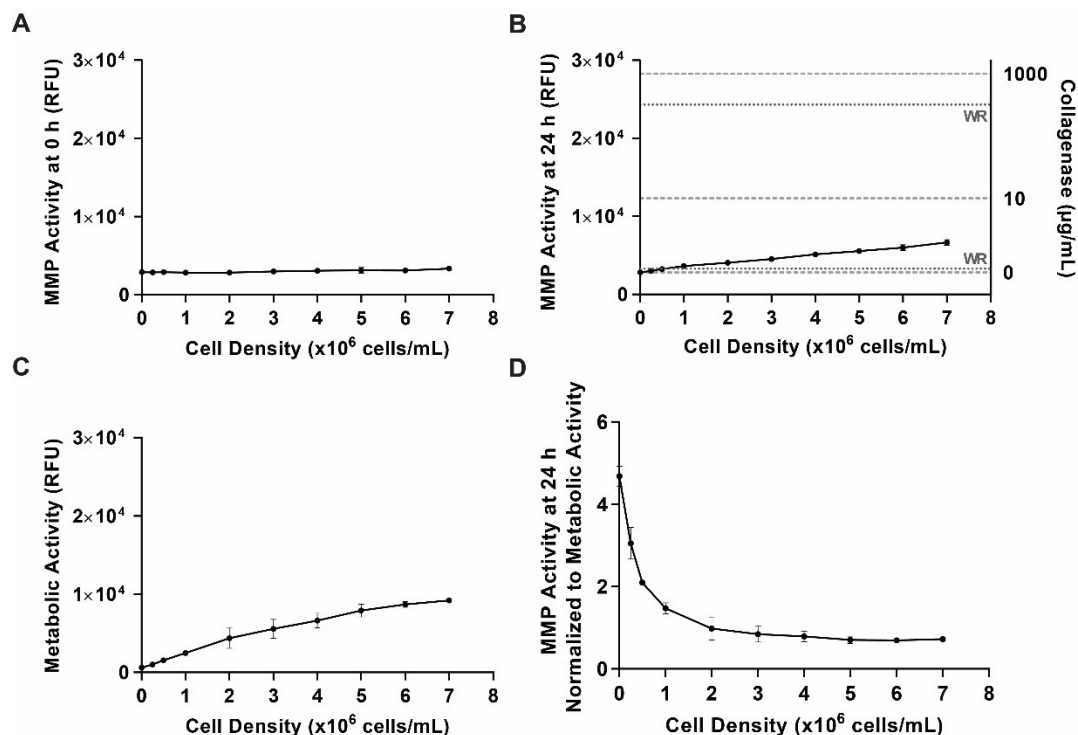 A
MMP Activity at 0 h (RFU)
3×10⁴
2×10⁴
1×10⁴
0
0 1 2 3 4 5 6 7 8
Cell Density (x10⁶ cells/mL)
B
MMP Activity at 24 h (RFU)
3×10⁴
2×10⁴
1×10⁴
0
0 1 2 3 4 5 6 7 8
Cell Density (x10⁶ cells/mL)
WR
WR
1000
10
0
Collagenase (µg/mL)
C
Metabolic Activity (RFU)
3×10⁴
2×10⁴
1×10⁴
0
0 1 2 3 4 5 6 7 8
Cell Density (x10⁶ cells/mL)
D
MMP Activity at 24 h
Normalized to Metabolic Activity
6
4
2
0
0 1 2 3 4 5 6 7 8
Cell Density (x10⁶ cells/mL)